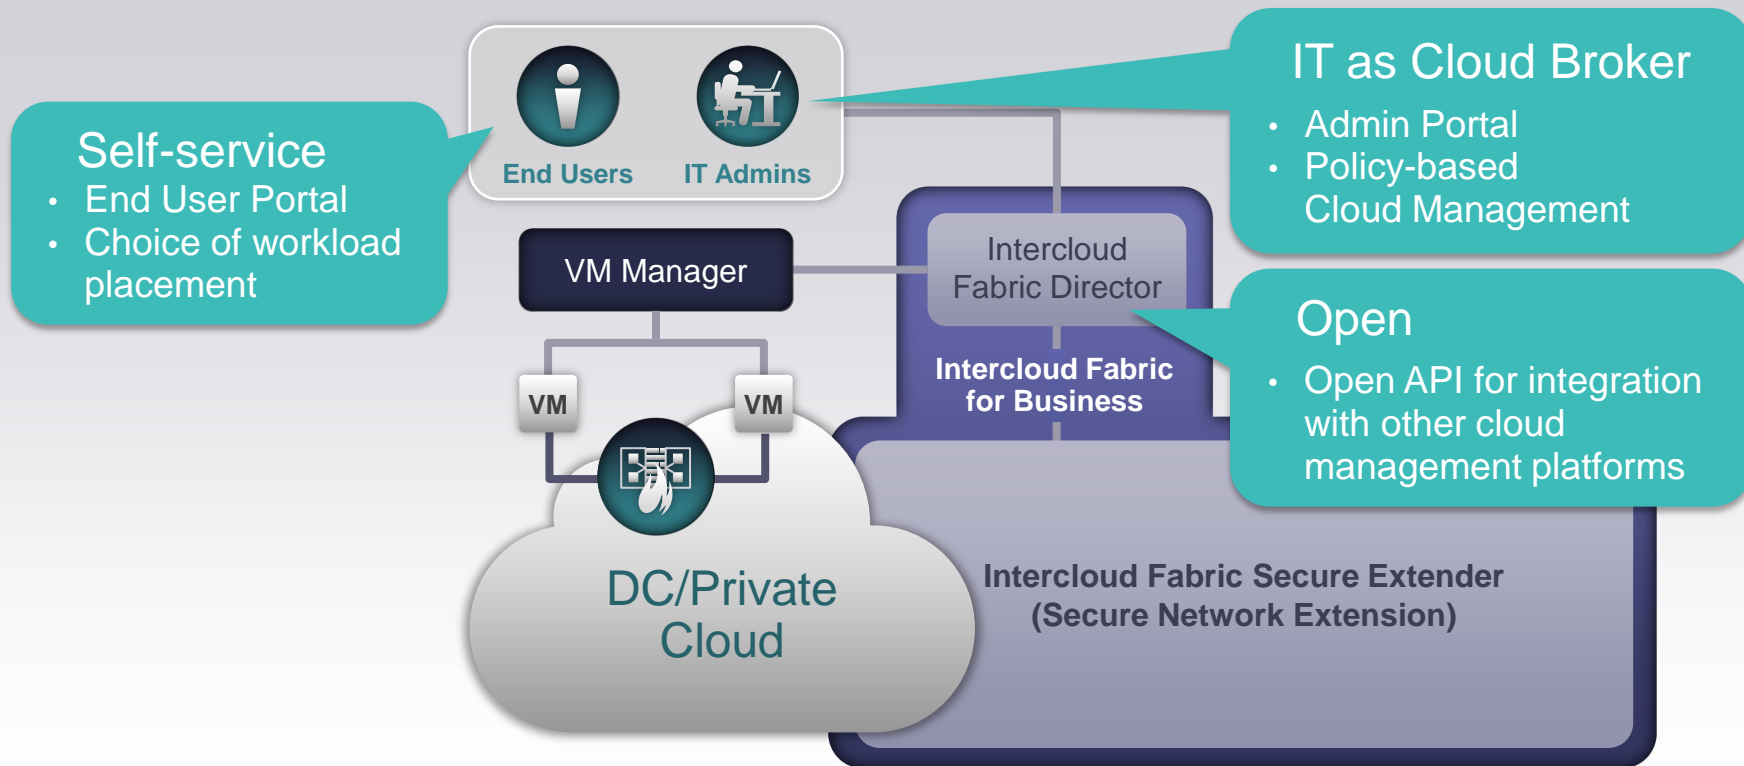 Self-service
• End User Portal
• Choice of workload
placement
End Users
IT Admins
IT as Cloud Broker
• Admin Portal
• Policy-based
Cloud Management
VM Manager
Intercloud
Fabric Director
Open
• Open API for integration
with other cloud
management platforms
Intercloud Fabric
for Business
VM
VM
DC/Private
Cloud
Intercloud Fabric Secure Extender
(Secure Network Extension)